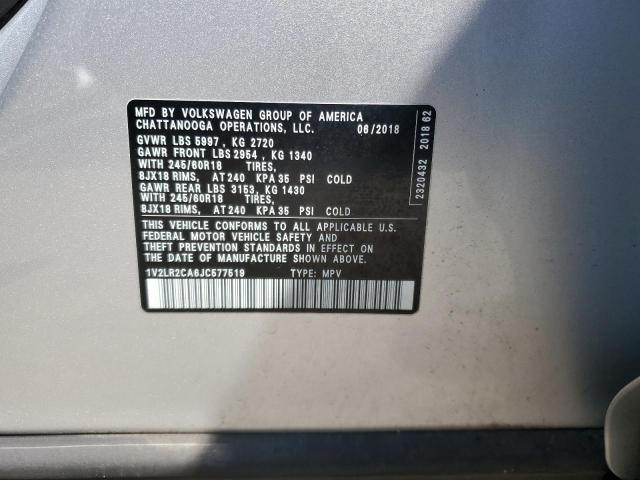 MFD BY VOLKSWAGEN GROUP OF AMERICA
CHATTANOOGA OPERATIONS, LLC. 06/2018
GVWR LBS 5997 , KG 2720
GAWR FRONT LBS 2954 , KG 1340
WITH 245/60R18 TIRES,
8JX18 RIMS, AT 240 KPA 35 PSI COLD
GAWR REAR LBS 3153, KG 1430
WITH 245/60R18 TIRES,
8JX18 RIMS, AT 240 KPA 35 PSI COLD
THIS VEHICLE CONFORMS TO ALL APPLICABLE U.S.
FEDERAL MOTOR VEHICLE SAFETY AND
THEFT PREVENTION STANDARDS IN EFFECT ON
THE DATE OF MANUFACTURE SHOWN ABOVE.
1V2LR2CA6JC577519 TYPE: MPV
2320432 2018 62